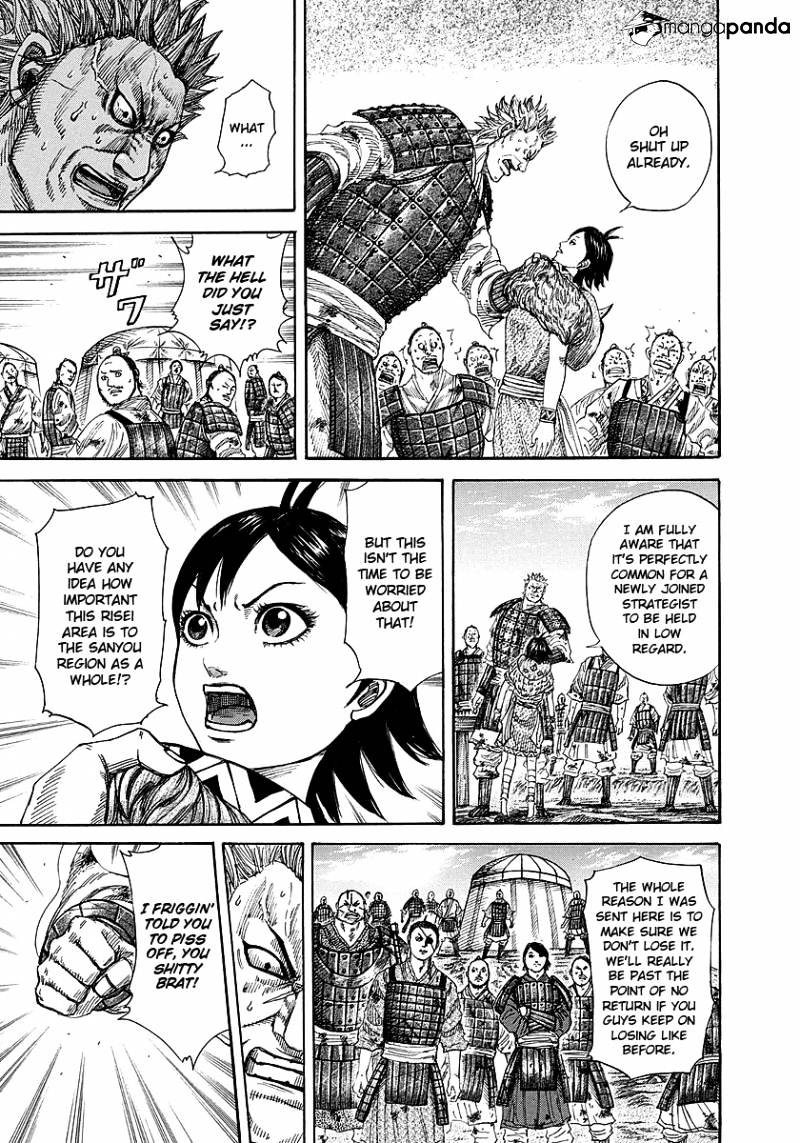 mangapanda
OH
SHUT UP
ALREADY.
WHAT
...
WHAT
THE HELL
DID YOU
JUST
SAY!?
ザワ
I AM FULLY
AWARE THAT
IT'S PERFECTLY
COMMON FOR A
NEWLY JOINED
STRATEGIST
TO BE HELD
IN LOW
REGARD.
BUT THIS
ISN'T THE
TIME TO BE
WORRIED
ABOUT
THAT!
DO YOU
HAVE ANY
IDEA HOW
IMPORTANT
THIS RISEI
AREA IS TO
THE SANYOU
REGION AS A
WHOLE!?
THE WHOLE
REASON I WAS
SENT HERE IS TO
MAKE SURE WE
DON'T LOSE IT.
WE'LL REALLY
BE PAST THE
POINT OF NO
RETURN IF YOU
GUYS KEEP ON
LOSING LIKE
BEFORE.
I FRIGGIN'
TOLD YOU
TO PISS
OFF, YOU
SHITTY
BRAT!